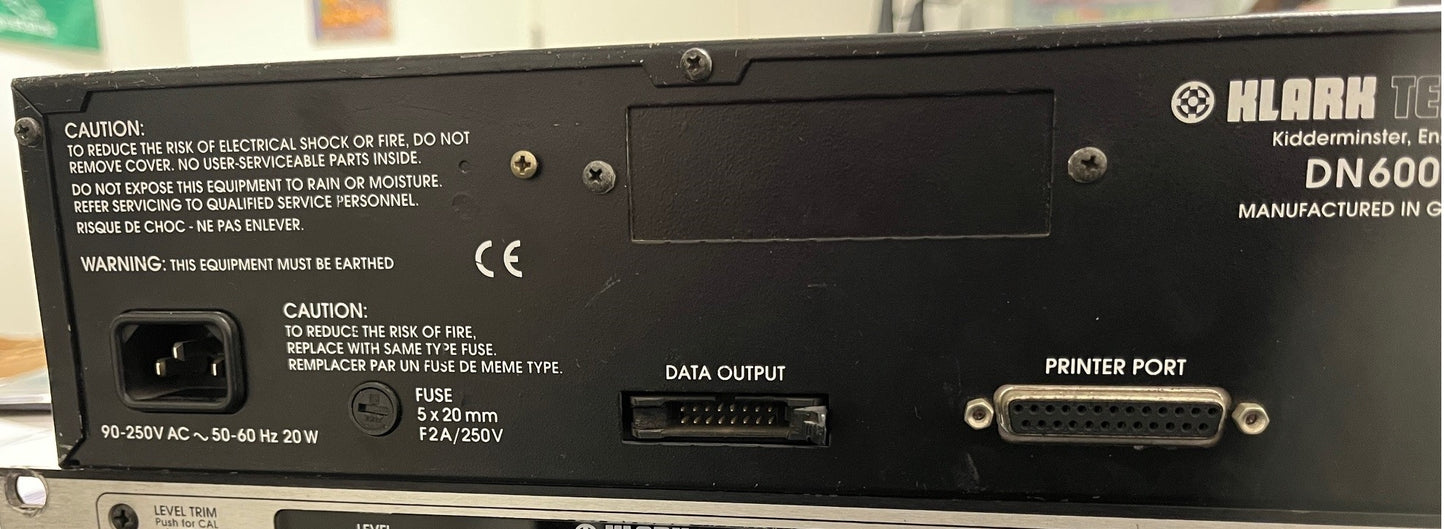 CAUTION:
TO REDUCE THE RISK OF ELECTRICAL SHOCK OR FIRE, DO NOT
REMOVE COVER. NO USER-SERVICEABLE PARTS INSIDE.
DO NOT EXPOSE THIS EQUIPMENT TO RAIN OR MOISTURE.
REFER SERVICING TO QUALIFIED SERVICE PERSONNEL.
RISQUE DE CHOC - NE PAS ENLEVER.
WARNING: THIS EQUIPMENT MUST BE EARTHED
CE
KLARK TE
Kidderminster, En
DN600
MANUFACTURED IN G
CAUTION:
TO REDUCE THE RISK OF FIRE,
REPLACE WITH SAME TYPE FUSE.
REMPLACER PAR UN FUSE DE MEME TYPE.
FUSE
5 x 20 mm
F2A/250V
90-250V AC ~ 50-60 Hz 20 W
DATA OUTPUT
PRINTER PORT
LEVEL TRIM
Push for CAL
LEVEL
KLARK